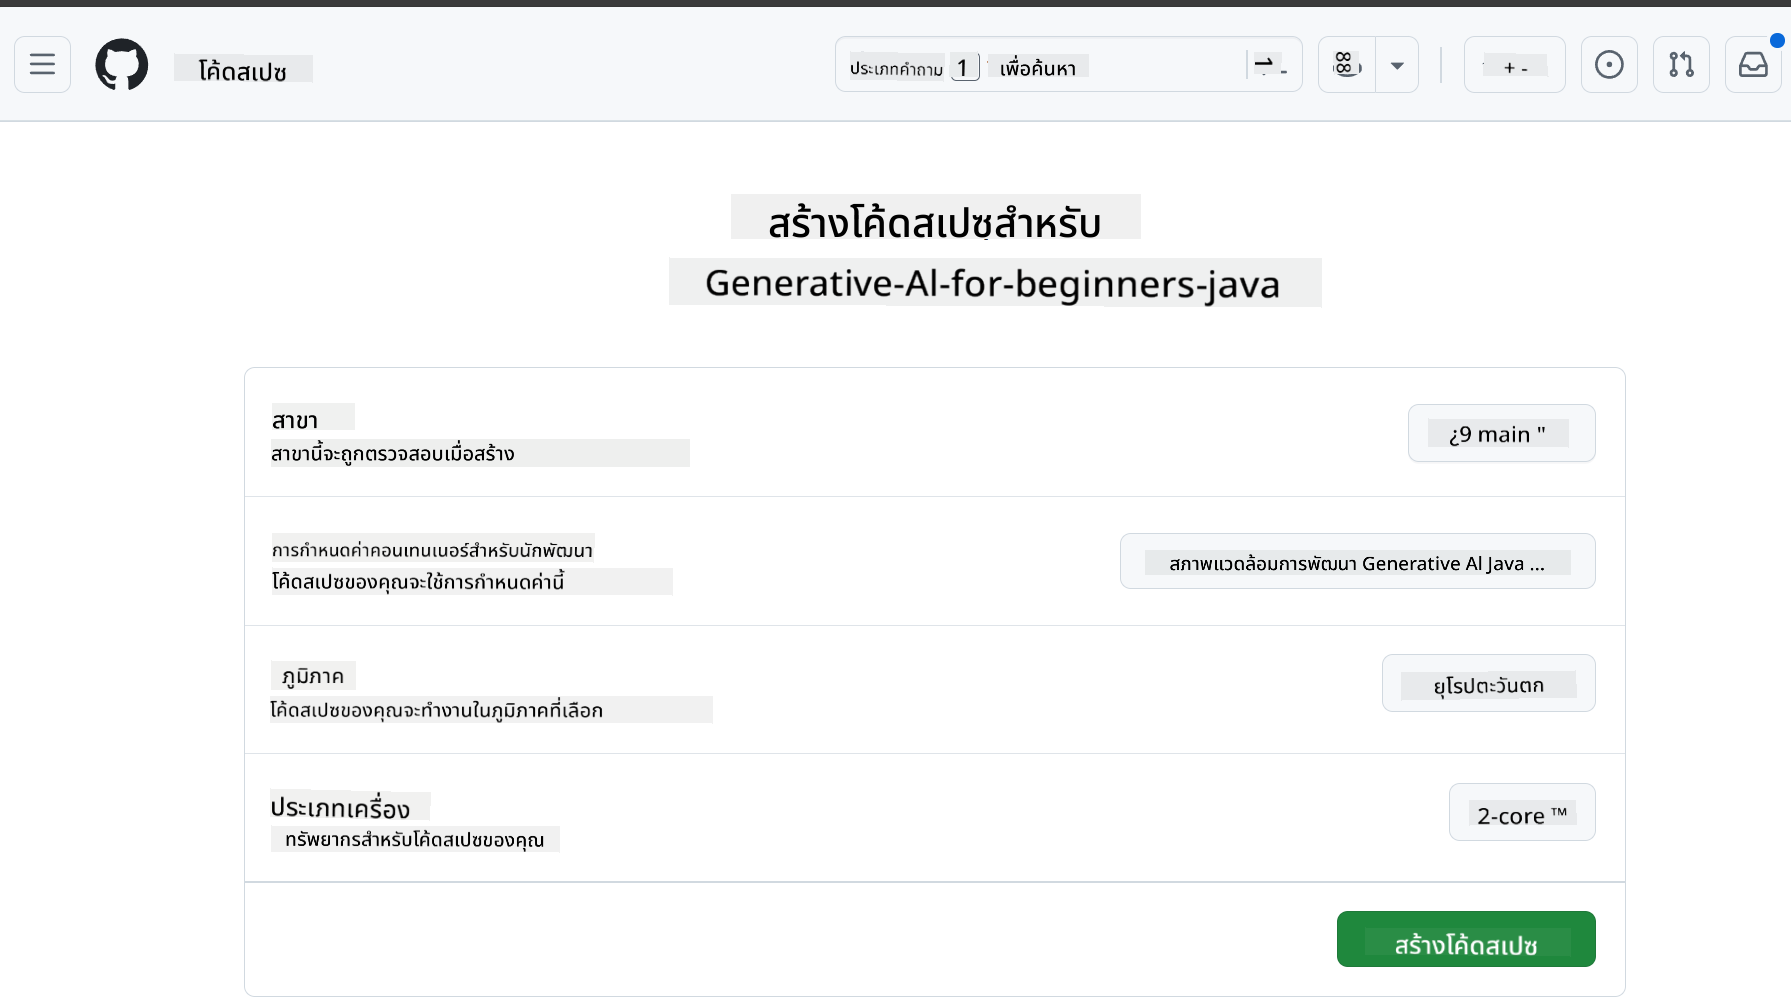 โค้ดสเปซ
ประเภทคำถาม 1 เพื่อค้นหา
+ -
สร้างโค้ดสเปซสำหรับ
Generative-Al-for-beginners-java
สาขา
สาขานี้จะถูกตรวจสอบเมื่อสร้าง
¿9 main "
การกำหนดค่าคอนเทนเนอร์สำหรับนักพัฒนา
โค้ดสเปซของคุณจะใช้การกำหนดค่านี้
สภาพแวดล้อมการพัฒนา Generative Al Java ...
ภูมิภาค
โค้ดสเปซของคุณจะทำงานในภูมิภาคที่เลือก
ยุโรปตะวันตก
ประเภทเครื่อง
ทรัพยากรสำหรับโค้ดสเปซของคุณ
2-core ™
สร้างโค้ดสเปซ